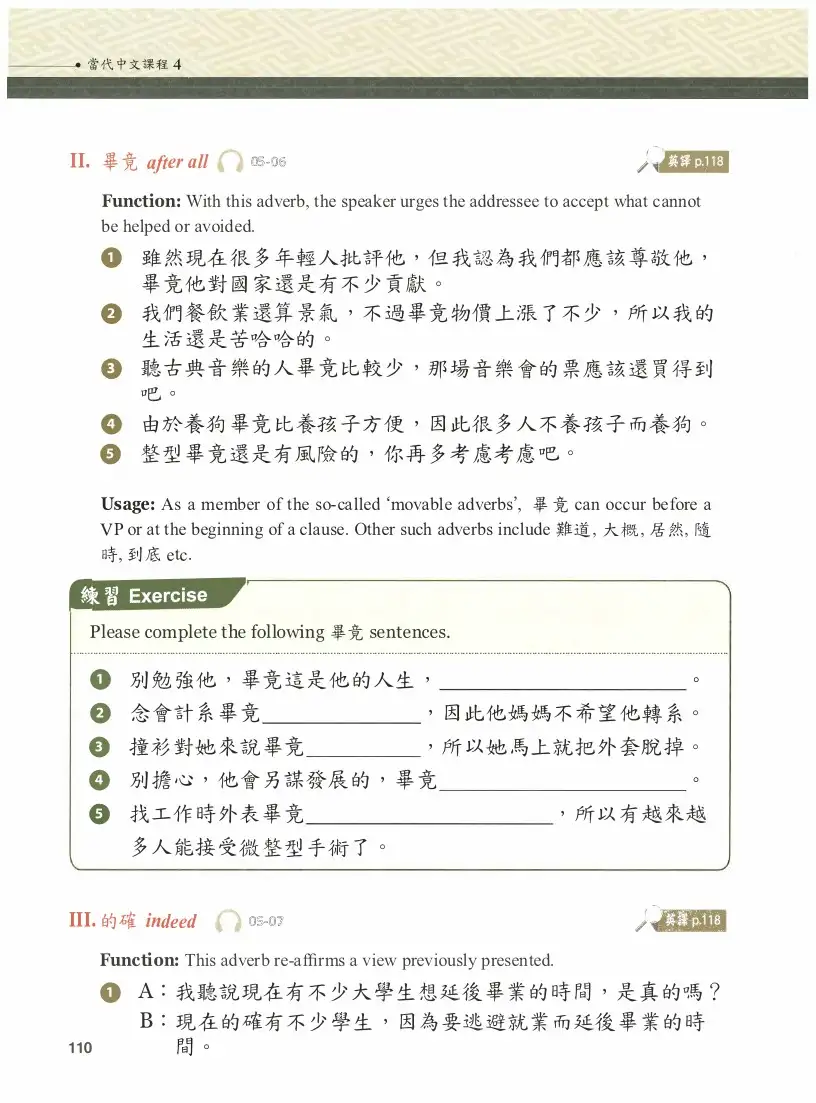 當代中文課程 4
II. 畢竟 after all 05-06
英譯 p.118
Function: With this adverb, the speaker urges the addressee to accept what cannot
be helped or avoided.
1 雖然現在很多年輕人批評他，但我認為我們都應該尊敬他，
畢竟他對國家還是有不少貢獻。
2 我們餐飲業還算景氣，不過畢竟物價上漲了不少，所以我的
生活還是苦哈哈的。
3 聽古典音樂的人畢竟比較少，那場音樂會的票應該還買得到
吧。
4 由於養狗畢竟比養孩子方便，因此很多人不養孩子而養狗。
5 整型畢竟還是有風險的，你再多考慮考慮吧。
Usage: As a member of the so-called ‘movable adverbs’, 畢竟 can occur before a
VP or at the beginning of a clause. Other such adverbs include 難道, 大概, 居然, 隨
時, 到底 etc.
練習 Exercise
Please complete the following 畢竟 sentences.
1 別勉強他，畢竟這是他的人生，＿＿＿＿＿＿＿＿＿＿。
2 念會計系畢竟＿＿＿＿＿＿，因此他媽媽不希望他轉系。
3 撞衫對她來說畢竟＿＿＿＿＿，所以她馬上就把外套脫掉。
4 別擔心，他會另謀發展的，畢竟＿＿＿＿＿＿＿＿＿＿。
5 找工作時外表畢竟＿＿＿＿＿＿＿＿＿＿，所以有越來越
多人能接受微整型手術了。
III. 的確 indeed 05-07
英譯 p.118
Function: This adverb re-affirms a view previously presented.
1 A：我聽說現在有不少大學生想延後畢業的時間，是真的嗎？
B：現在的確有不少學生，因為要逃避就業而延後畢業的時
間。
110